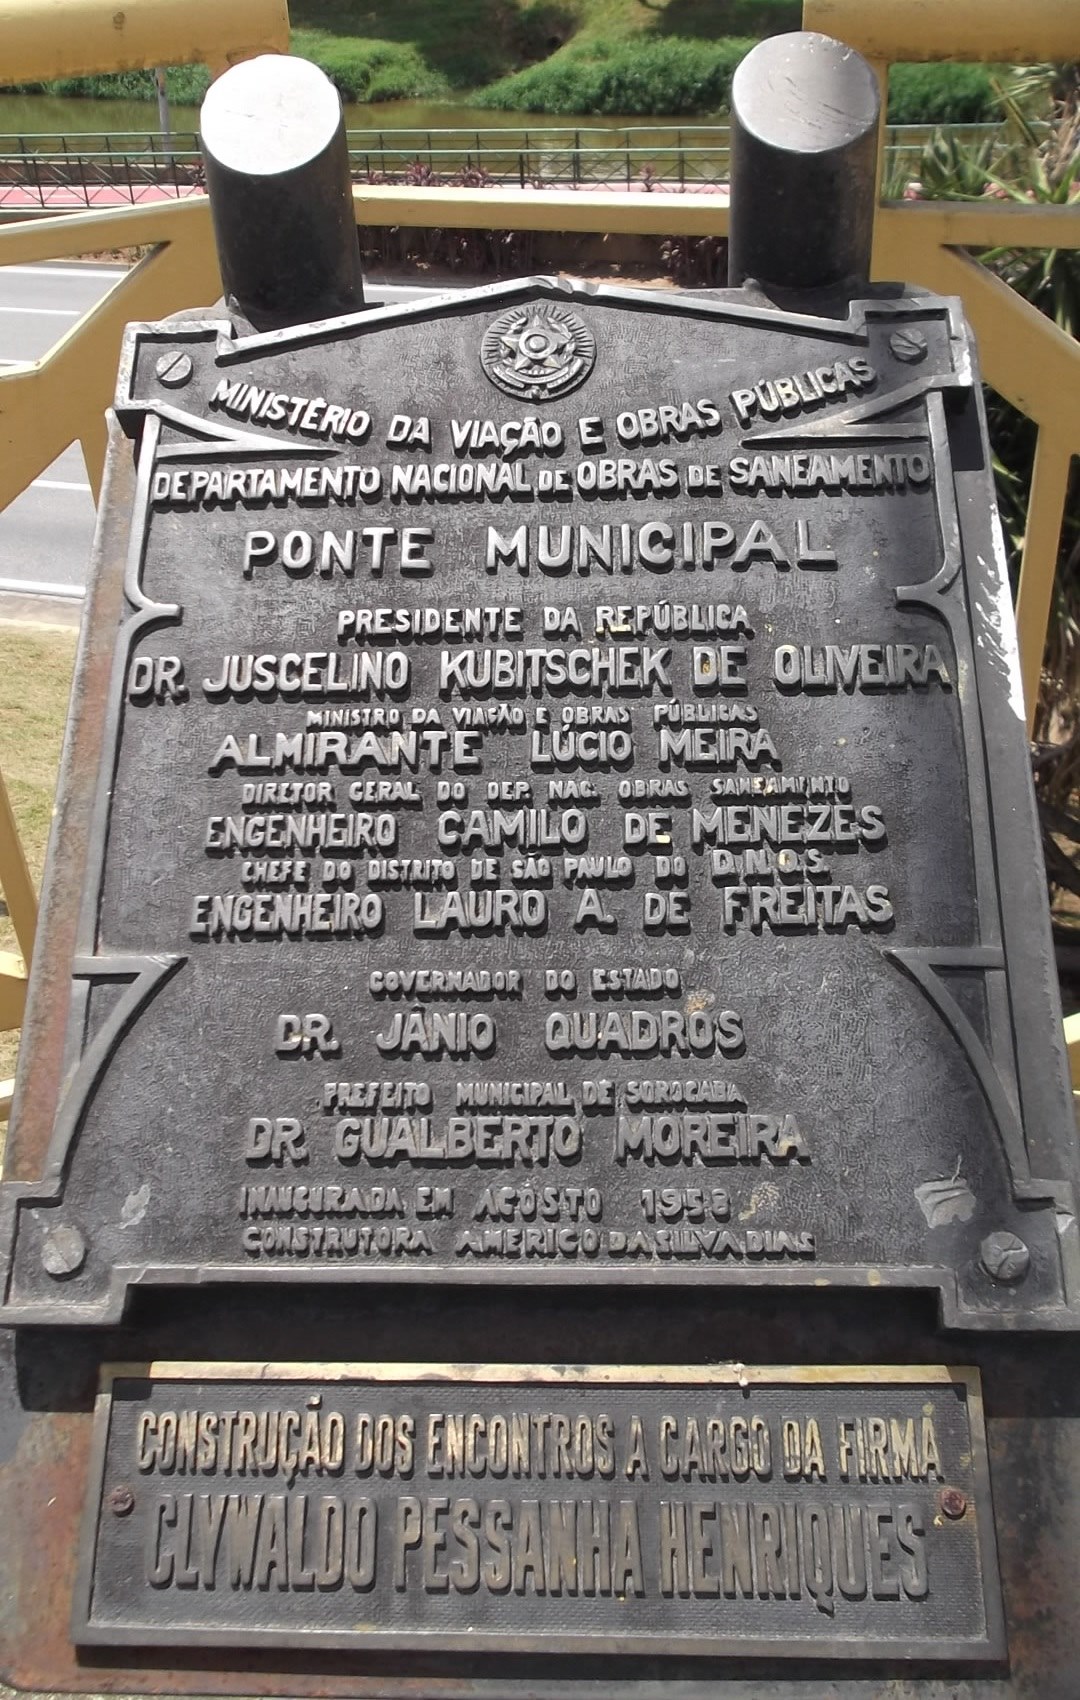 MINISTÉRIO DA VIAÇÃO E OBRAS PÚBLICAS
DEPARTAMENTO NACIONAL DE OBRAS DE SANEAMENTO
PONTE MUNICIPAL
PRESIDENTE DA REPÚBLICA
DR. JUSCELINO KUBITSCHEK DE OLIVEIRA
MINISTRO DA VIAÇÃO E OBRAS PÚBLICAS
ALMIRANTE LÚCIO MEIRA
DIRETOR GERAL DO DEP. NAC. OBRAS SANEAMENTO
ENGENHEIRO CAMILO DE MENEZES
CHEFE DO DISTRITO DE SÃO PAULO DO D.N.O.S.
ENGENHEIRO LAURO A. DE FREITAS
GOVERNADOR DO ESTADO
DR. JÂNIO QUADROS
PREFEITO MUNICIPAL DE SOROCABA
DR. GUALBERTO MOREIRA
INAUGURADA EM AGOSTO 1958
CONSTRUTORA AMERICO DA SILVA DIAS
CONSTRUÇÃO DOS ENCONTROS A CARGO DA FIRMA
CLYWALDO PESSANHA HENRIQUES